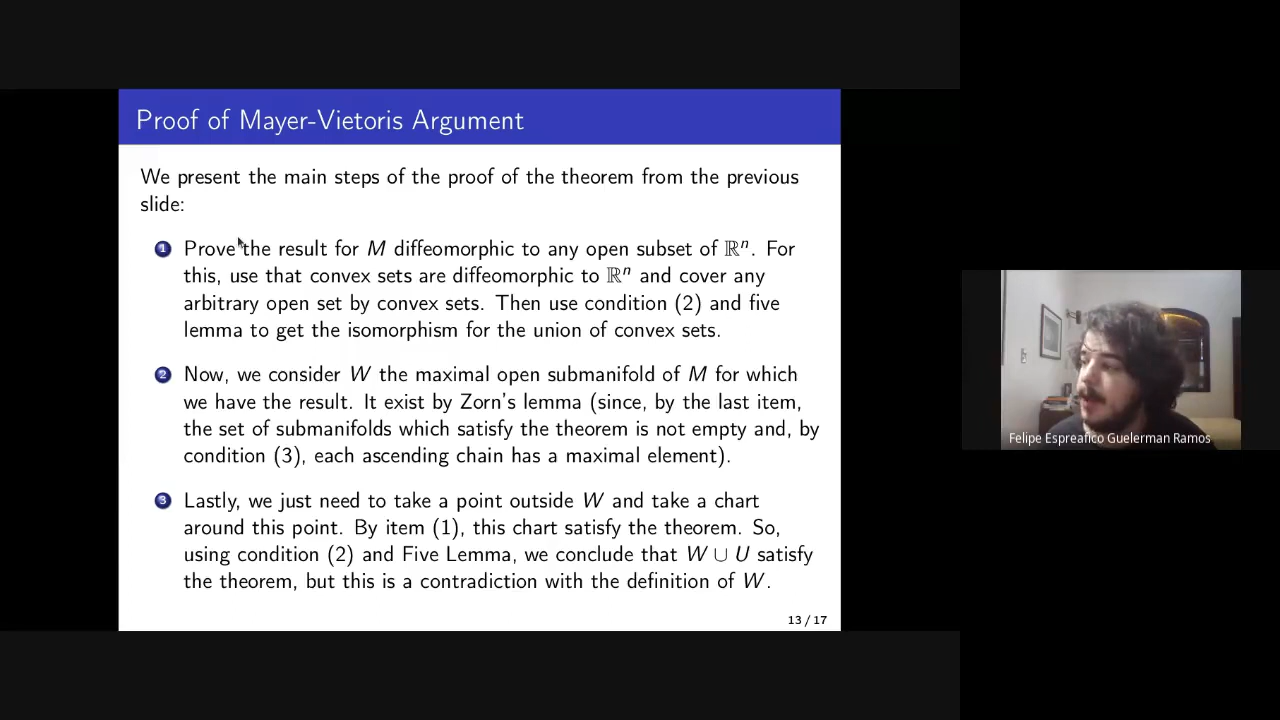 Proof of Mayer-Vietoris Argument
We present the main steps of the proof of the theorem from the previous
slide:
1 Prove the result for M diffeomorphic to any open subset of ℝⁿ. For
this, use that convex sets are diffeomorphic to ℝⁿ and cover any
arbitrary open set by convex sets. Then use condition (2) and five
lemma to get the isomorphism for the union of convex sets.
2 Now, we consider W the maximal open submanifold of M for which
we have the result. It exist by Zorn's lemma (since, by the last item,
the set of submanifolds which satisfy the theorem is not empty and, by
condition (3), each ascending chain has a maximal element).
3 Lastly, we just need to take a point outside W and take a chart
around this point. By item (1), this chart satisfy the theorem. So,
using condition (2) and Five Lemma, we conclude that W ∪ U satisfy
the theorem, but this is a contradiction with the definition of W.
13 / 17
Felipe Espreafico Guelerman Ramos